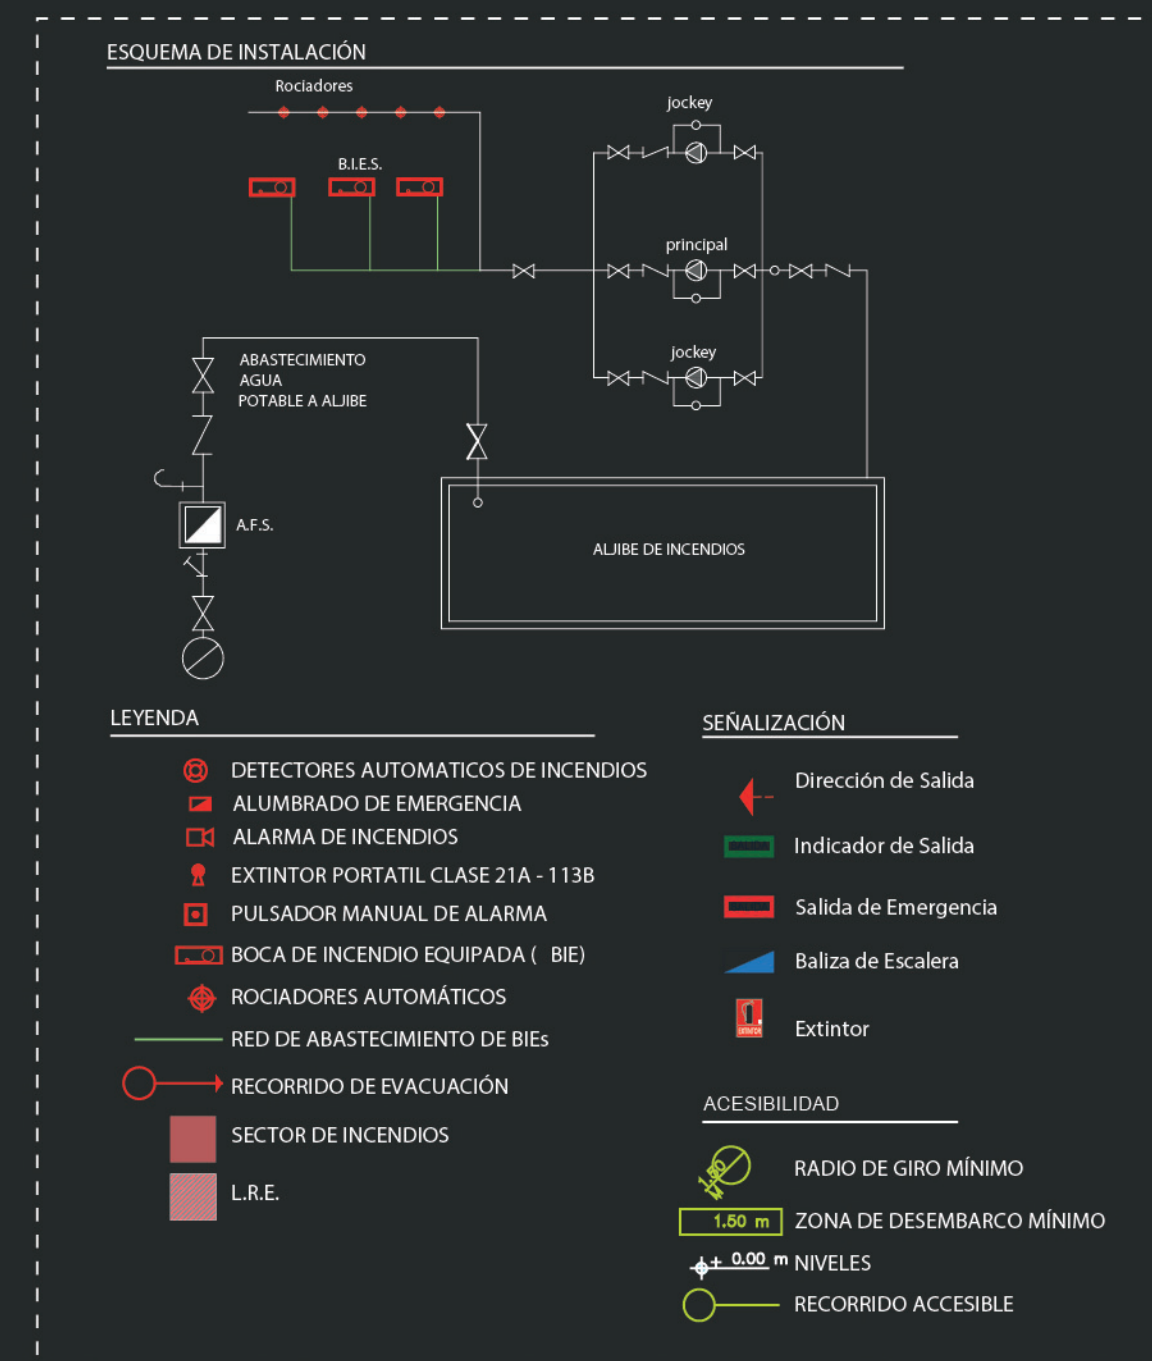 ESQUEMA DE INSTALACIÓN
Rociadores
jockey
B.I.E.S.
principal
jockey
ABASTECIMIENTO
AGUA
POTABLE A ALJIBE
A.F.S.
ALJIBE DE INCENDIOS
LEYENDA
DETECTORES AUTOMATICOS DE INCENDIOS
ALUMBRADO DE EMERGENCIA
ALARMA DE INCENDIOS
EXTINTOR PORTATIL CLASE 21A - 113B
PULSADOR MANUAL DE ALARMA
BOCA DE INCENDIO EQUIPADA ( BIE)
ROCIADORES AUTOMÁTICOS
RED DE ABASTECIMIENTO DE BIEs
RECORRIDO DE EVACUACIÓN
SECTOR DE INCENDIOS
L.R.E.
SEÑALIZACIÓN
Dirección de Salida
Indicador de Salida
Salida de Emergencia
Baliza de Escalera
EXTINTOR
Extintor
ACESIBILIDAD
1.50 M
RADIO DE GIRO MÍNIMO
1.50 m
ZONA DE DESEMBARCO MÍNIMO
+ 0.00 m
NIVELES
RECORRIDO ACCESIBLE